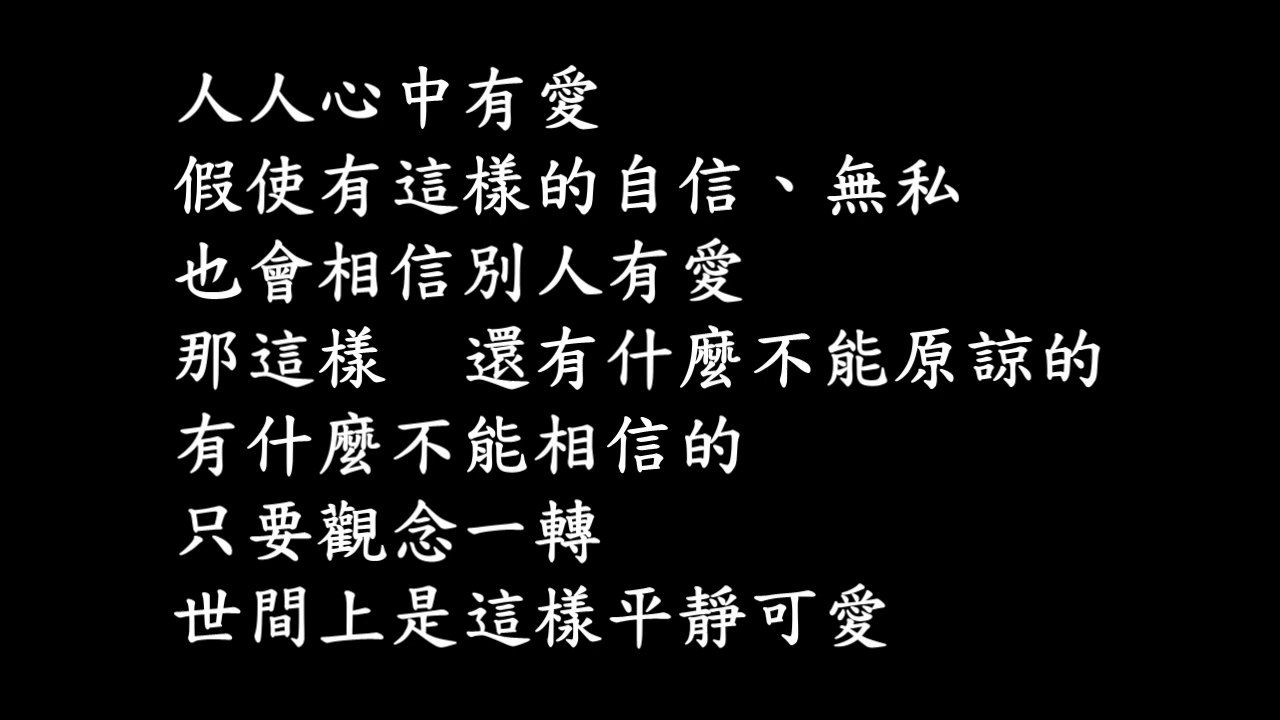 人人心中有愛
假使有這樣的自信、無私
也會相信別人有愛
那這樣　還有什麼不能原諒的
有什麼不能相信的
只要觀念一轉
世間上是這樣平靜可愛